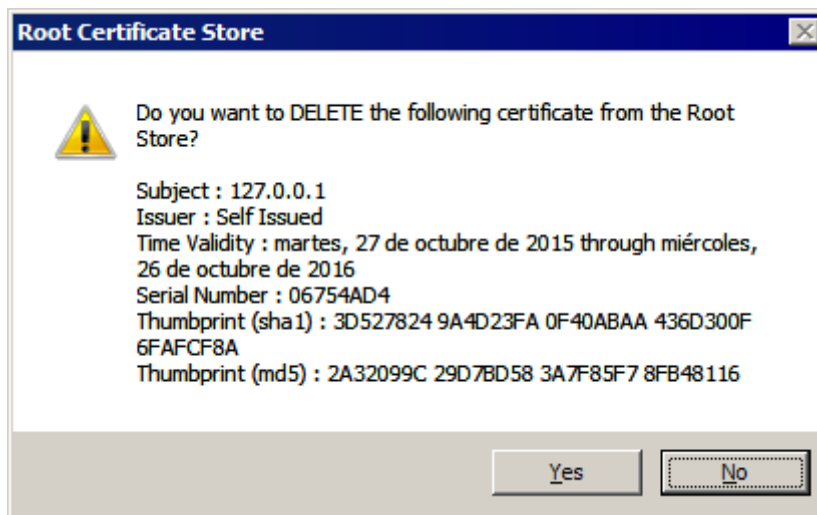 Root Certificate Store
Do you want to DELETE the following certificate from the Root
Store?
Subject : 127.0.0.1
Issuer : Self Issued
Time Validity : martes, 27 de octubre de 2015 through miércoles,
26 de octubre de 2016
Serial Number : 06754AD4
Thumbprint (sha1) : 3D527824 9A4D23FA 0F40ABAA 436D300F
6FAFCF8A
Thumbprint (md5) : 2A32099C 29D7BD58 3A7F85F7 8FB48116
Yes No